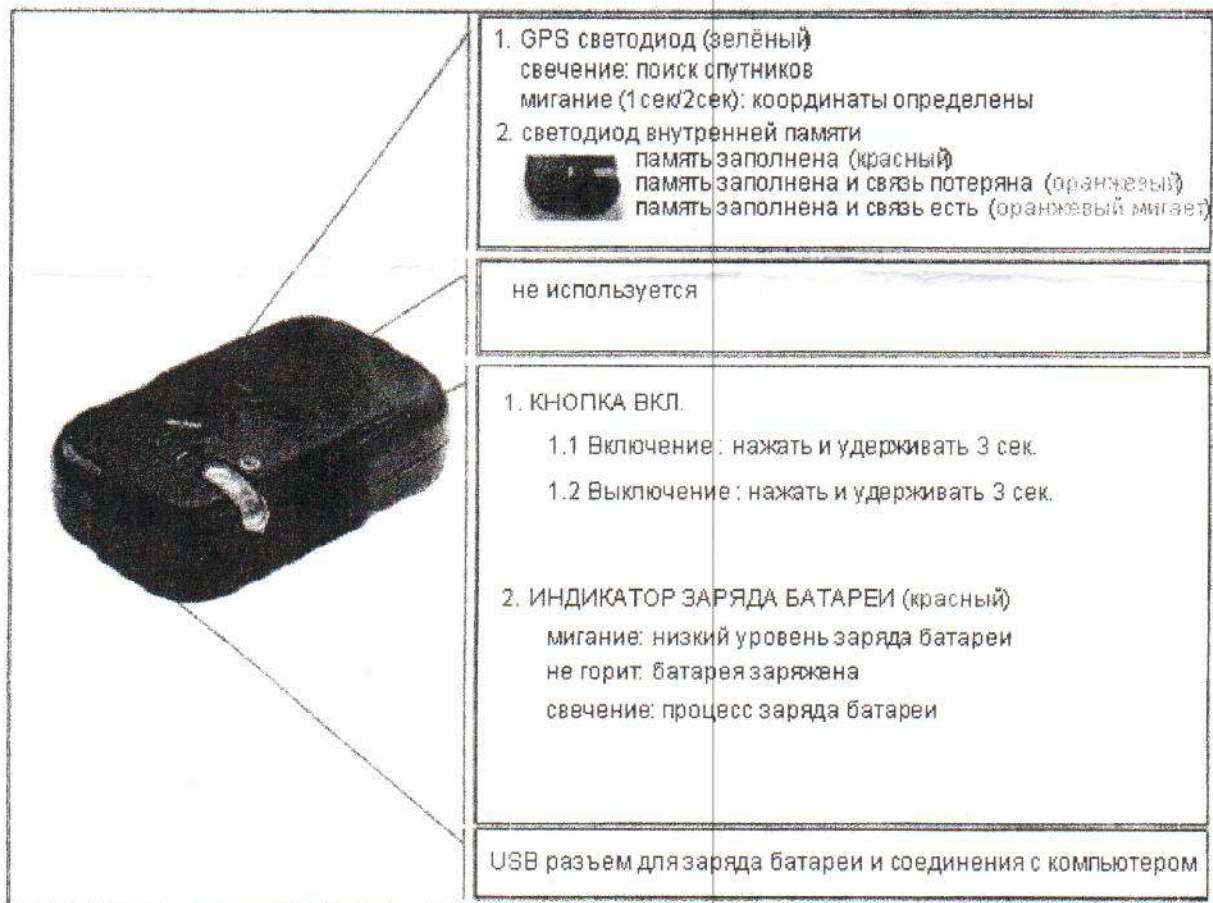 1. GPS светодиод (зелёный)
свечение: поиск спутников
мигание (1сек/2сек): координаты определены
2. светодиод внутренней памяти
память заполнена (красный)
память заполнена и связь потеряна (оранжевый)
память заполнена и связь есть (оранжевый мигает)
не используется
1. КНОПКА ВКЛ.
1.1 Включение : нажать и удерживать 3 сек.
1.2 Выключение : нажать и удерживать 3 сек.
2. ИНДИКАТОР ЗАРЯДА БАТАРЕИ (красный)
мигание: низкий уровень заряда батареи
не горит: батарея заряжена
свечение: процесс заряда батареи
USB разъем для заряда батареи и соединения с компьютером